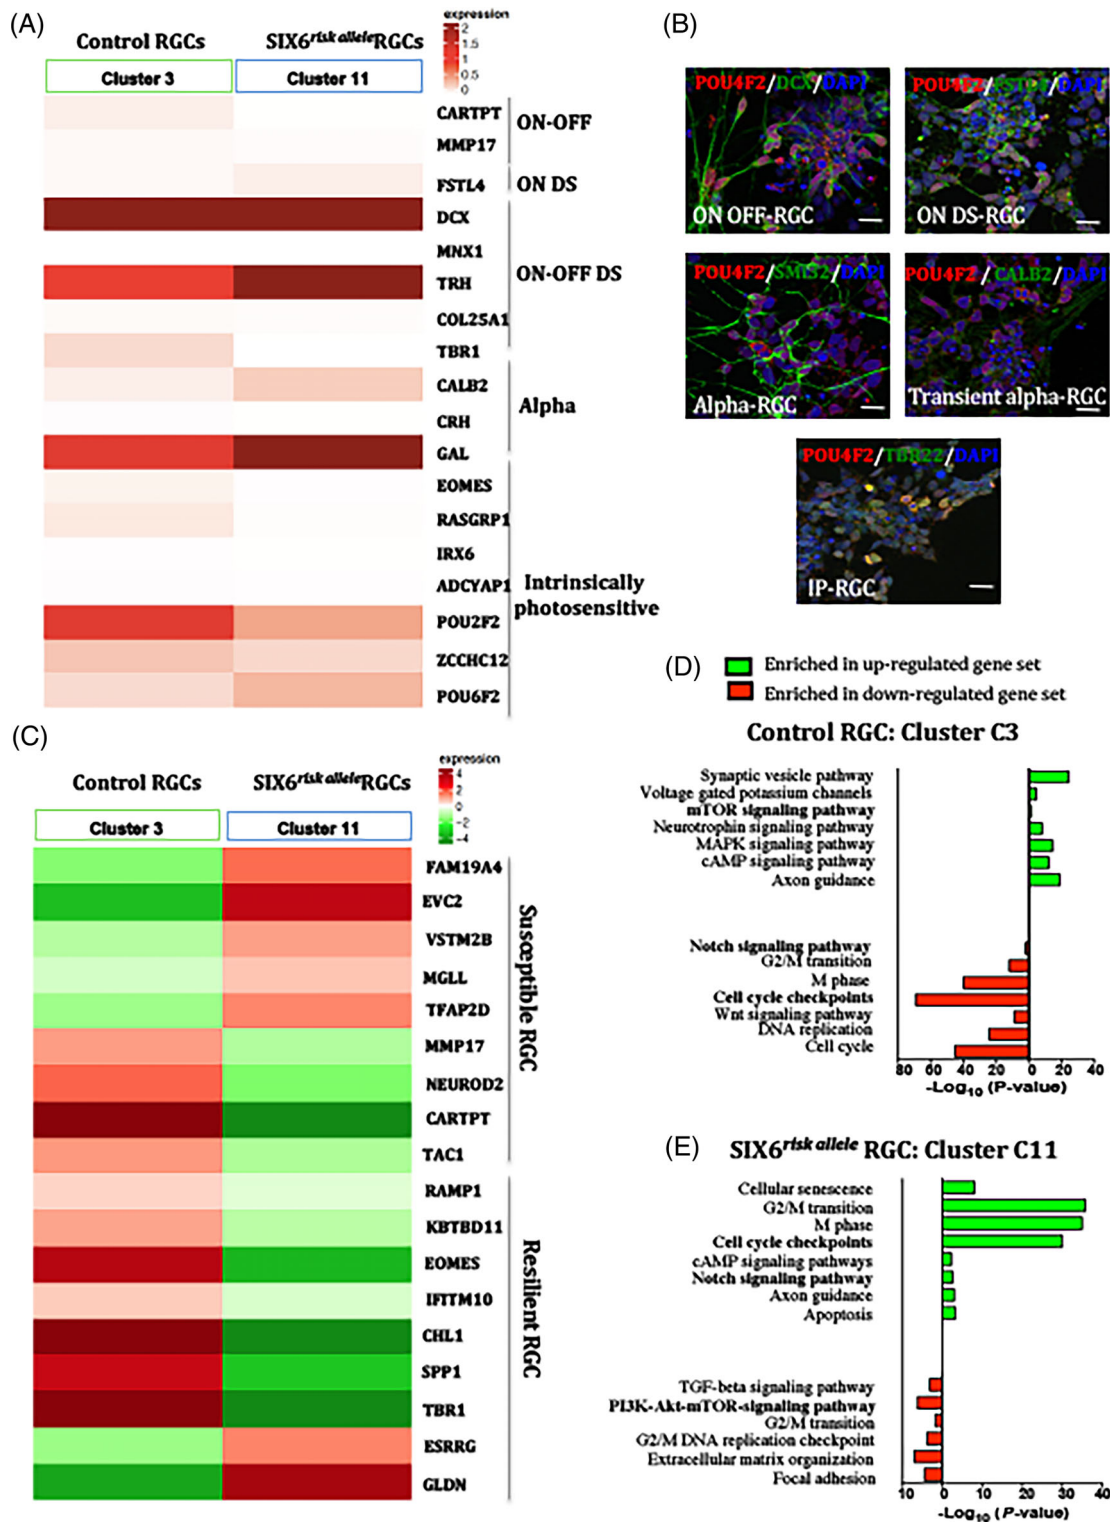 (A)
Control RGCs
SIX6risk alleleRGCs
expression
2
1.5
1
0.5
0
Cluster 3
Cluster 11
CARTPT
MMP17
FSTL4
DCX
MNX1
TRH
COL25A1
TBR1
CALB2
CRH
GAL
EOMES
RASGRP1
IRX6
ADCYAP1
POU2F2
ZCCHC12
POU6F2
ON-OFF
ON DS
ON-OFF DS
Alpha
Intrinsically
photosensitive
(B)
POU4F2/DCX/DAPI
ON OFF-RGC
POU4F2/FSTL4/DAPI
ON DS-RGC
POU4F2/SMI32/DAPI
Alpha-RGC
POU4F2/CALB2/DAPI
Transient alpha-RGC
POU4F2/TBR22/DAPI
IP-RGC
(C)
Control RGCs
SIX6risk alleleRGCs
expression
4
2
0
−2
−4
Cluster 3
Cluster 11
FAM19A4
EVC2
VSTM2B
MGLL
TFAP2D
MMP17
NEUROD2
CARTPT
TAC1
RAMP1
KBTBD11
EOMES
IFITM10
CHL1
SPP1
TBR1
ESRRG
GLDN
Susceptible RGC
Resilient RGC
(D)
Enriched in up-regulated gene set
Enriched in down-regulated gene set
Control RGC: Cluster C3
Synaptic vesicle pathway
Voltage gated potassium channels
mTOR signaling pathway
Neurotrophin signaling pathway
MAPK signaling pathway
cAMP signaling pathway
Axon guidance
Notch signaling pathway
G2/M transition
M phase
Cell cycle checkpoints
Wnt signaling pathway
DNA replication
Cell cycle
80 60 40 20 0 20 40
-Log10 (P-value)
(E)
SIX6risk allele RGC: Cluster C11
Cellular senescence
G2/M transition
M phase
Cell cycle checkpoints
cAMP signaling pathways
Notch signaling pathway
Axon guidance
Apoptosis
TGF-beta signaling pathway
PI3K-Akt-mTOR-signaling pathway
G2/M transition
G2/M DNA replication checkpoint
Extracellular matrix organization
Focal adhesion
10 0 10 20 30 40
-Log10 (P-value)